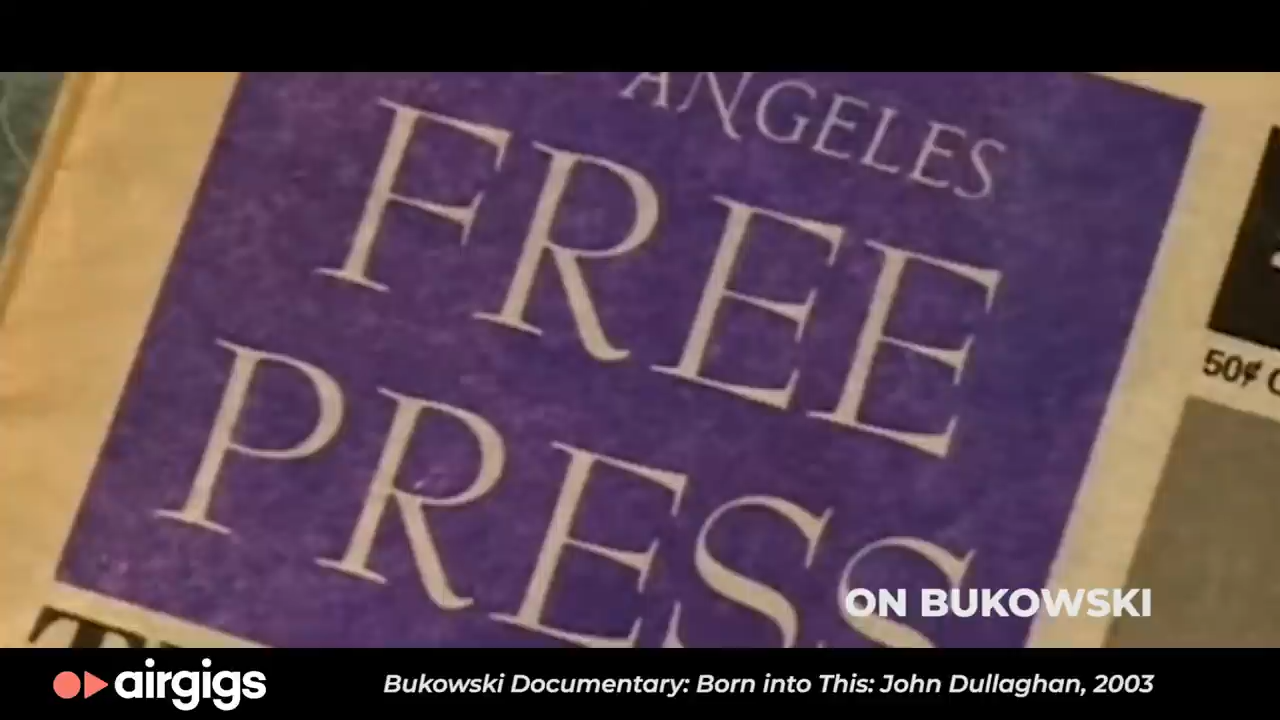 ANGELES
FREE
PRESS
50¢
ON BUKOWSKI
airgigs
Bukowski Documentary: Born into This: John Dullaghan, 2003